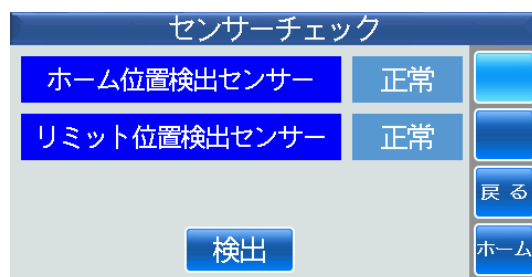 センサーチェック
ホーム位置検出センサー 正常
リミット位置検出センサー 正常
戻る
検出
ホーム